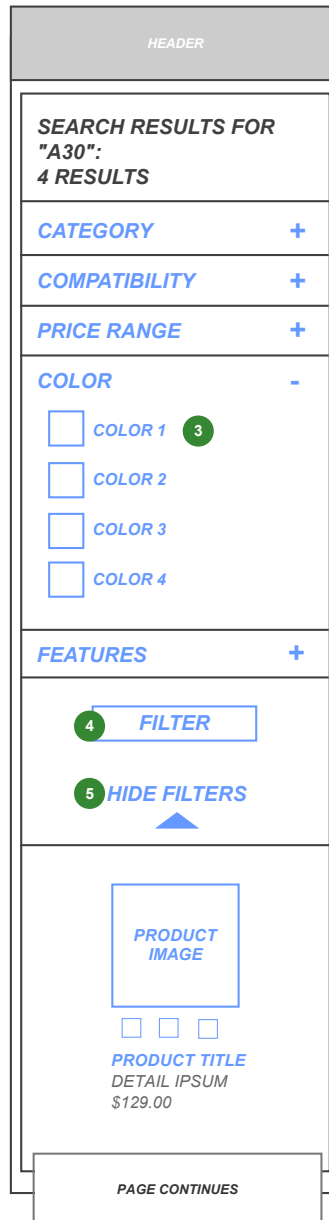 HEADER
SEARCH RESULTS FOR
"A30":
4 RESULTS
CATEGORY +
COMPATIBILITY +
PRICE RANGE +
COLOR -
COLOR 1 3
COLOR 2
COLOR 3
COLOR 4
FEATURES +
4 FILTER
5 HIDE FILTERS
PRODUCT
IMAGE
PRODUCT TITLE
DETAIL IPSUM
$129.00
PAGE CONTINUES